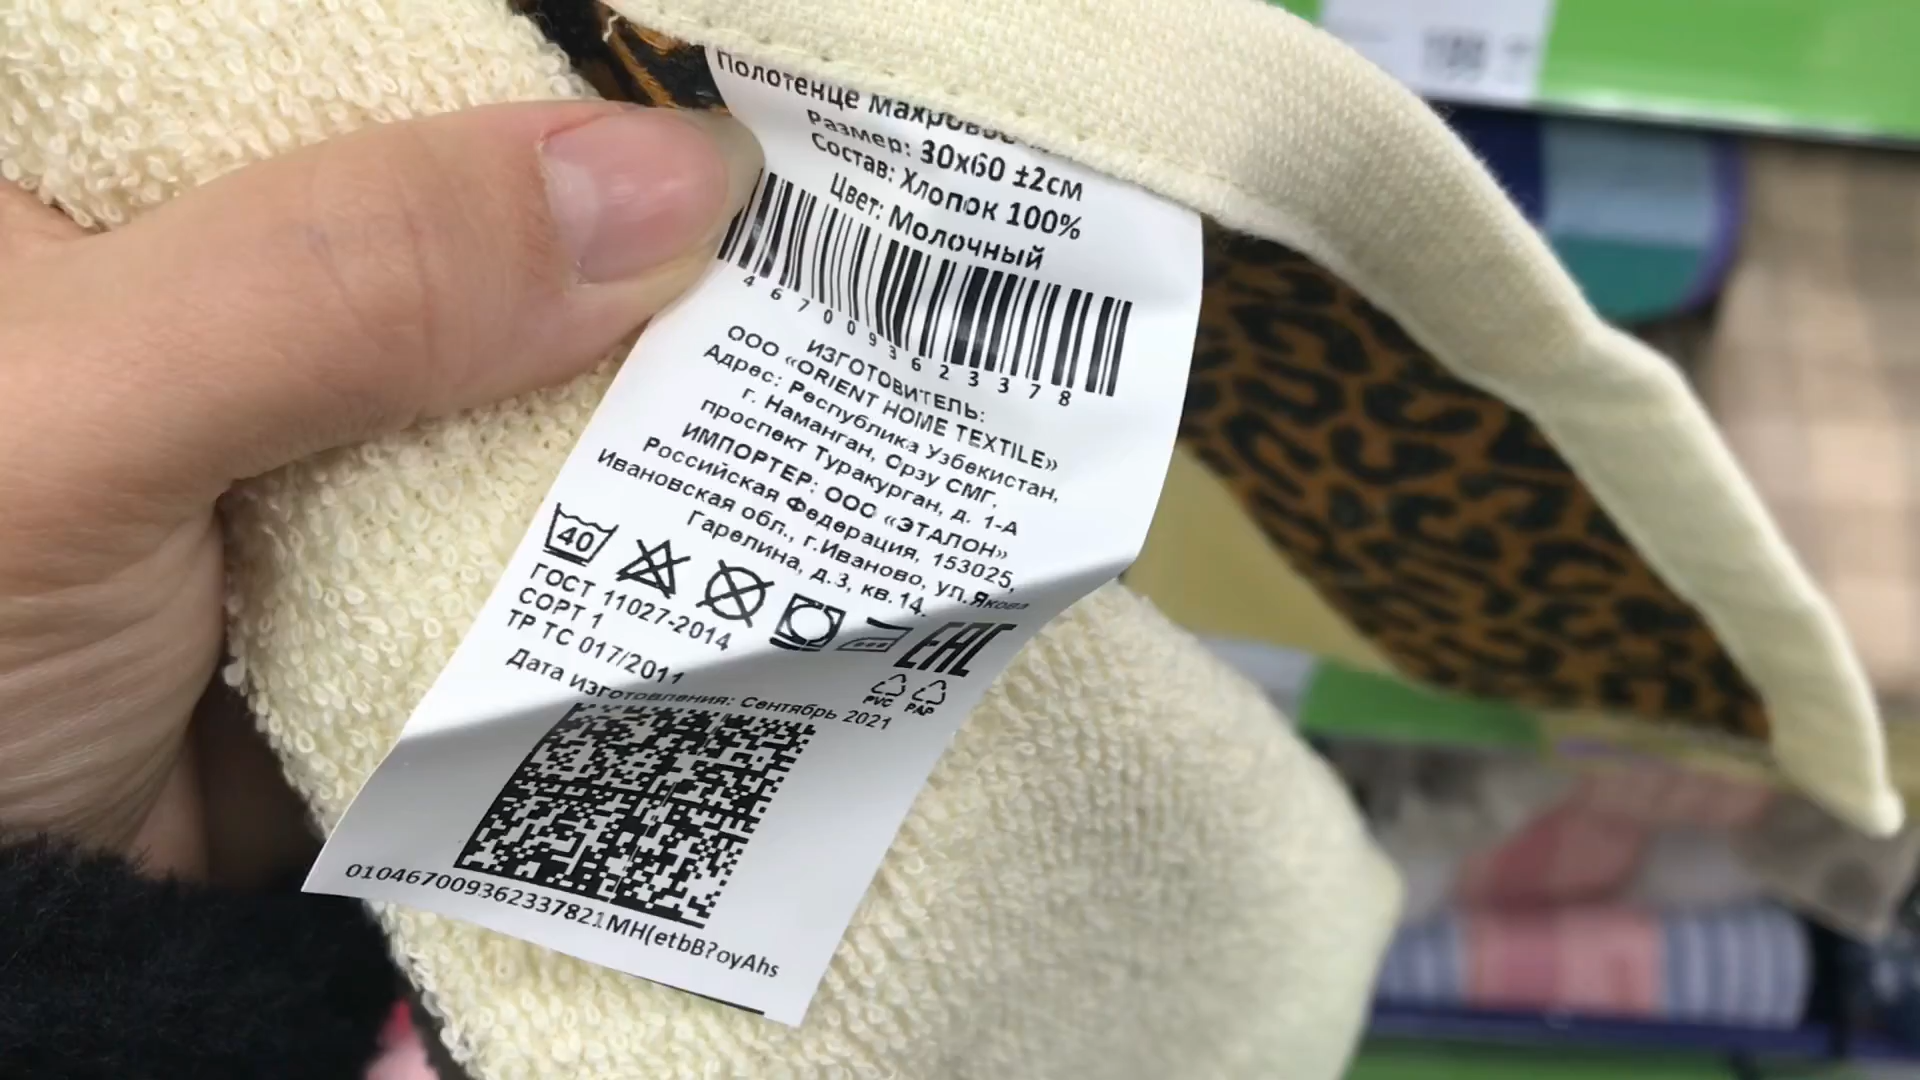 Полотенце махровое
Размер: 30х60 ±2см
Состав: Хлопок 100%
Цвет: Молочный
4670093623378
ИЗГОТОВИТЕЛЬ:
ООО «ORIENT HOME TEXTILE»
Адрес: Республика Узбекистан,
г. Наманган, Орзу СМГ,
проспект Туракурган, д. 1-А
ИМПОРТЕР: ООО «ЭТАЛОН»
Российская Федерация, 153025,
Ивановская обл., г.Иваново, ул.Якова
Гарелина, д.3, кв.14.
40
ГОСТ 11027-2014
СОРТ 1
ТР ТС 017/2011
EAC
PVC PAP
Дата изготовления: Сентябрь 2021
010467009362337821MH(etbB?oyAhs